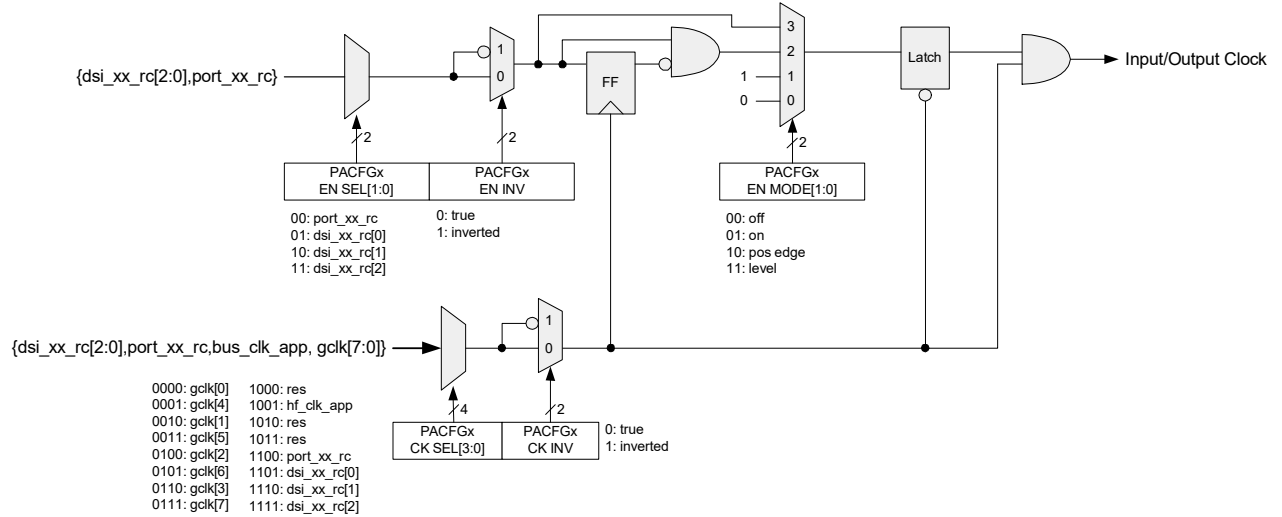 {dsi_xx_rc[2:0],port_xx_rc}
1
0
FF
3
2
1
1
0
0
Latch
Input/Output Clock
2
2
2
PACFGx
EN SEL[1:0]
PACFGx
EN INV
PACFGx
EN MODE[1:0]
00: port_xx_rc
01: dsi_xx_rc[0]
10: dsi_xx_rc[1]
11: dsi_xx_rc[2]
0: true
1: inverted
00: off
01: on
10: pos edge
11: level
{dsi_xx_rc[2:0],port_xx_rc,bus_clk_app, gclk[7:0]}
1
0
4
2
PACFGx
CK SEL[3:0]
PACFGx
CK INV
0: true
1: inverted
0000: gclk[0]
0001: gclk[4]
0010: gclk[1]
0011: gclk[5]
0100: gclk[2]
0101: gclk[6]
0110: gclk[3]
0111: gclk[7]
1000: res
1001: hf_clk_app
1010: res
1011: res
1100: port_xx_rc
1101: dsi_xx_rc[0]
1110: dsi_xx_rc[1]
1111: dsi_xx_rc[2]